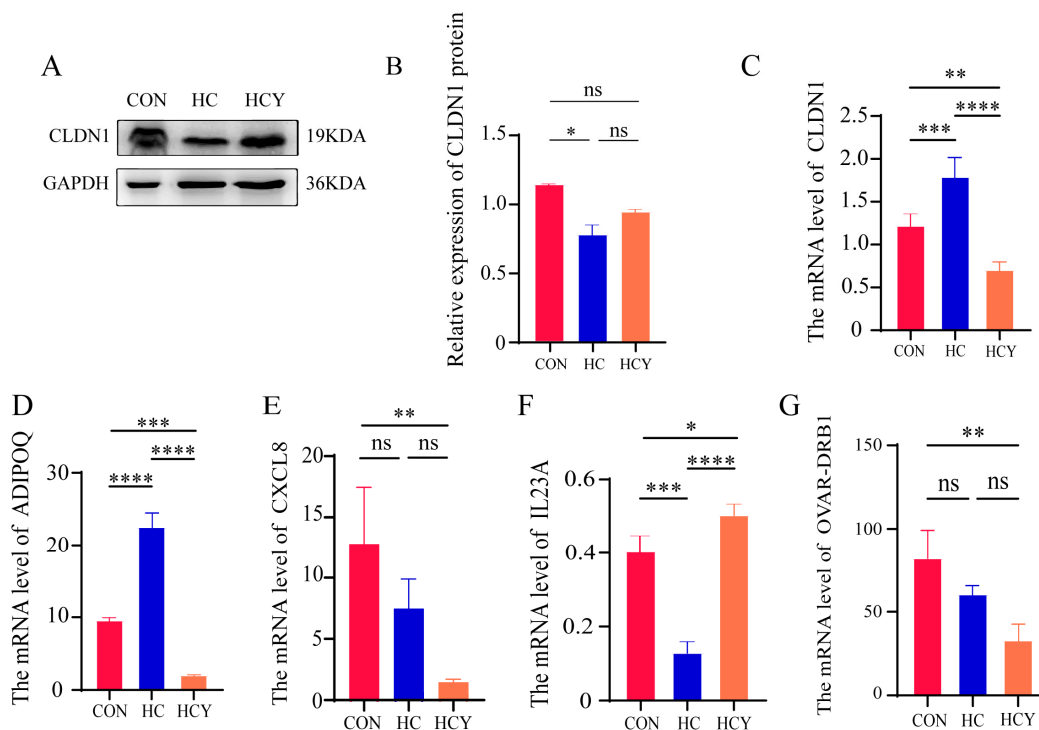 A
CON HC HCY
CLDN1 19KDA
GAPDH 36KDA
B
Relative expression of CLDN1 protein
ns
* ns
1.5
1.0
0.5
0
CON HC HCY
C
The mRNA level of CLDN1
**
****
***
2.5
2.0
1.5
1.0
0.5
0
CON HC HCY
D
The mRNA level of ADIPOQ
***
**** ****
30
20
10
0
CON HC HCY
E
The mRNA level of CXCL8
**
ns ns
20
15
10
5
0
CON HC HCY
F
The mRNA level of IL23A
*
*** ****
0.6
0.4
0.2
0
CON HC HCY
G
The mRNA level of OVAR-DRB1
**
ns ns
150
100
50
0
CON HC HCY